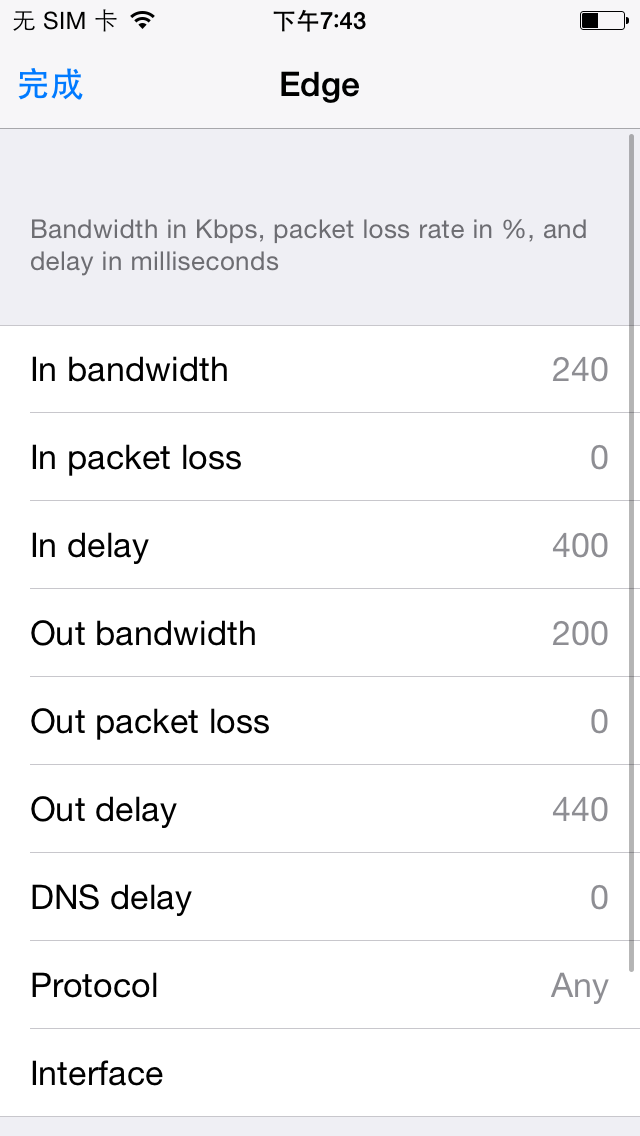 无 SIM 卡 下午7:43
完成 Edge
Bandwidth in Kbps, packet loss rate in %, and
delay in milliseconds
In bandwidth 240
In packet loss 0
In delay 400
Out bandwidth 200
Out packet loss 0
Out delay 440
DNS delay 0
Protocol Any
Interface